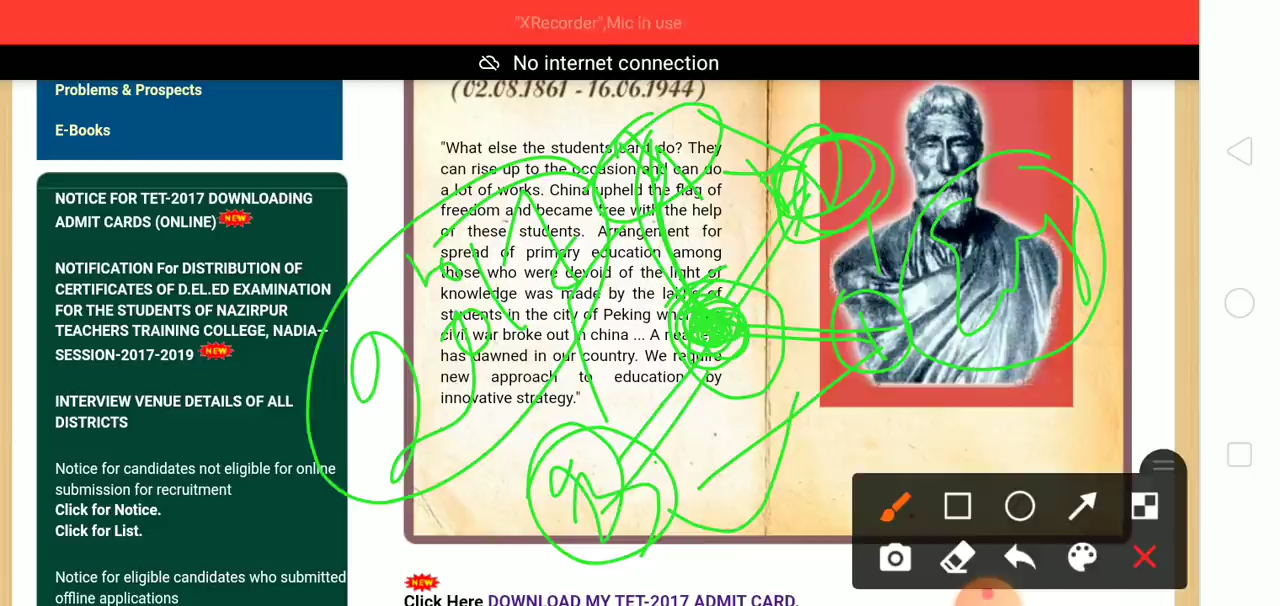 "XRecorder",Mic in use
No internet connection
Problems & Prospects
E-Books
NOTICE FOR TET-2017 DOWNLOADING
ADMIT CARDS (ONLINE) NEW
NOTIFICATION For DISTRIBUTION OF
CERTIFICATES OF D.EL.ED EXAMINATION
FOR THE STUDENTS OF NAZIRPUR
TEACHERS TRAINING COLLEGE, NADIA--
SESSION-2017-2019 NEW
INTERVIEW VENUE DETAILS OF ALL
DISTRICTS
Notice for candidates not eligible for online
submission for recruitment
Click for Notice.
Click for List.
Notice for eligible candidates who submitted
offline applications
(02.08.1861 - 16.06.1944)
"What else the students do? They
can rise up to the occasion and can do
a lot of works. China upheld the flag of
freedom and became free with the help
of these students. Arrangement for
spread of primary education among
those who were devoid of the light of
knowledge was made by the of
students in the city of Peking
civil war broke out in china ... A
has dawned in our country. We require
new approach to education by
innovative strategy."
NEW
Click Here DOWNLOAD MY TET-2017 ADMIT CARD.